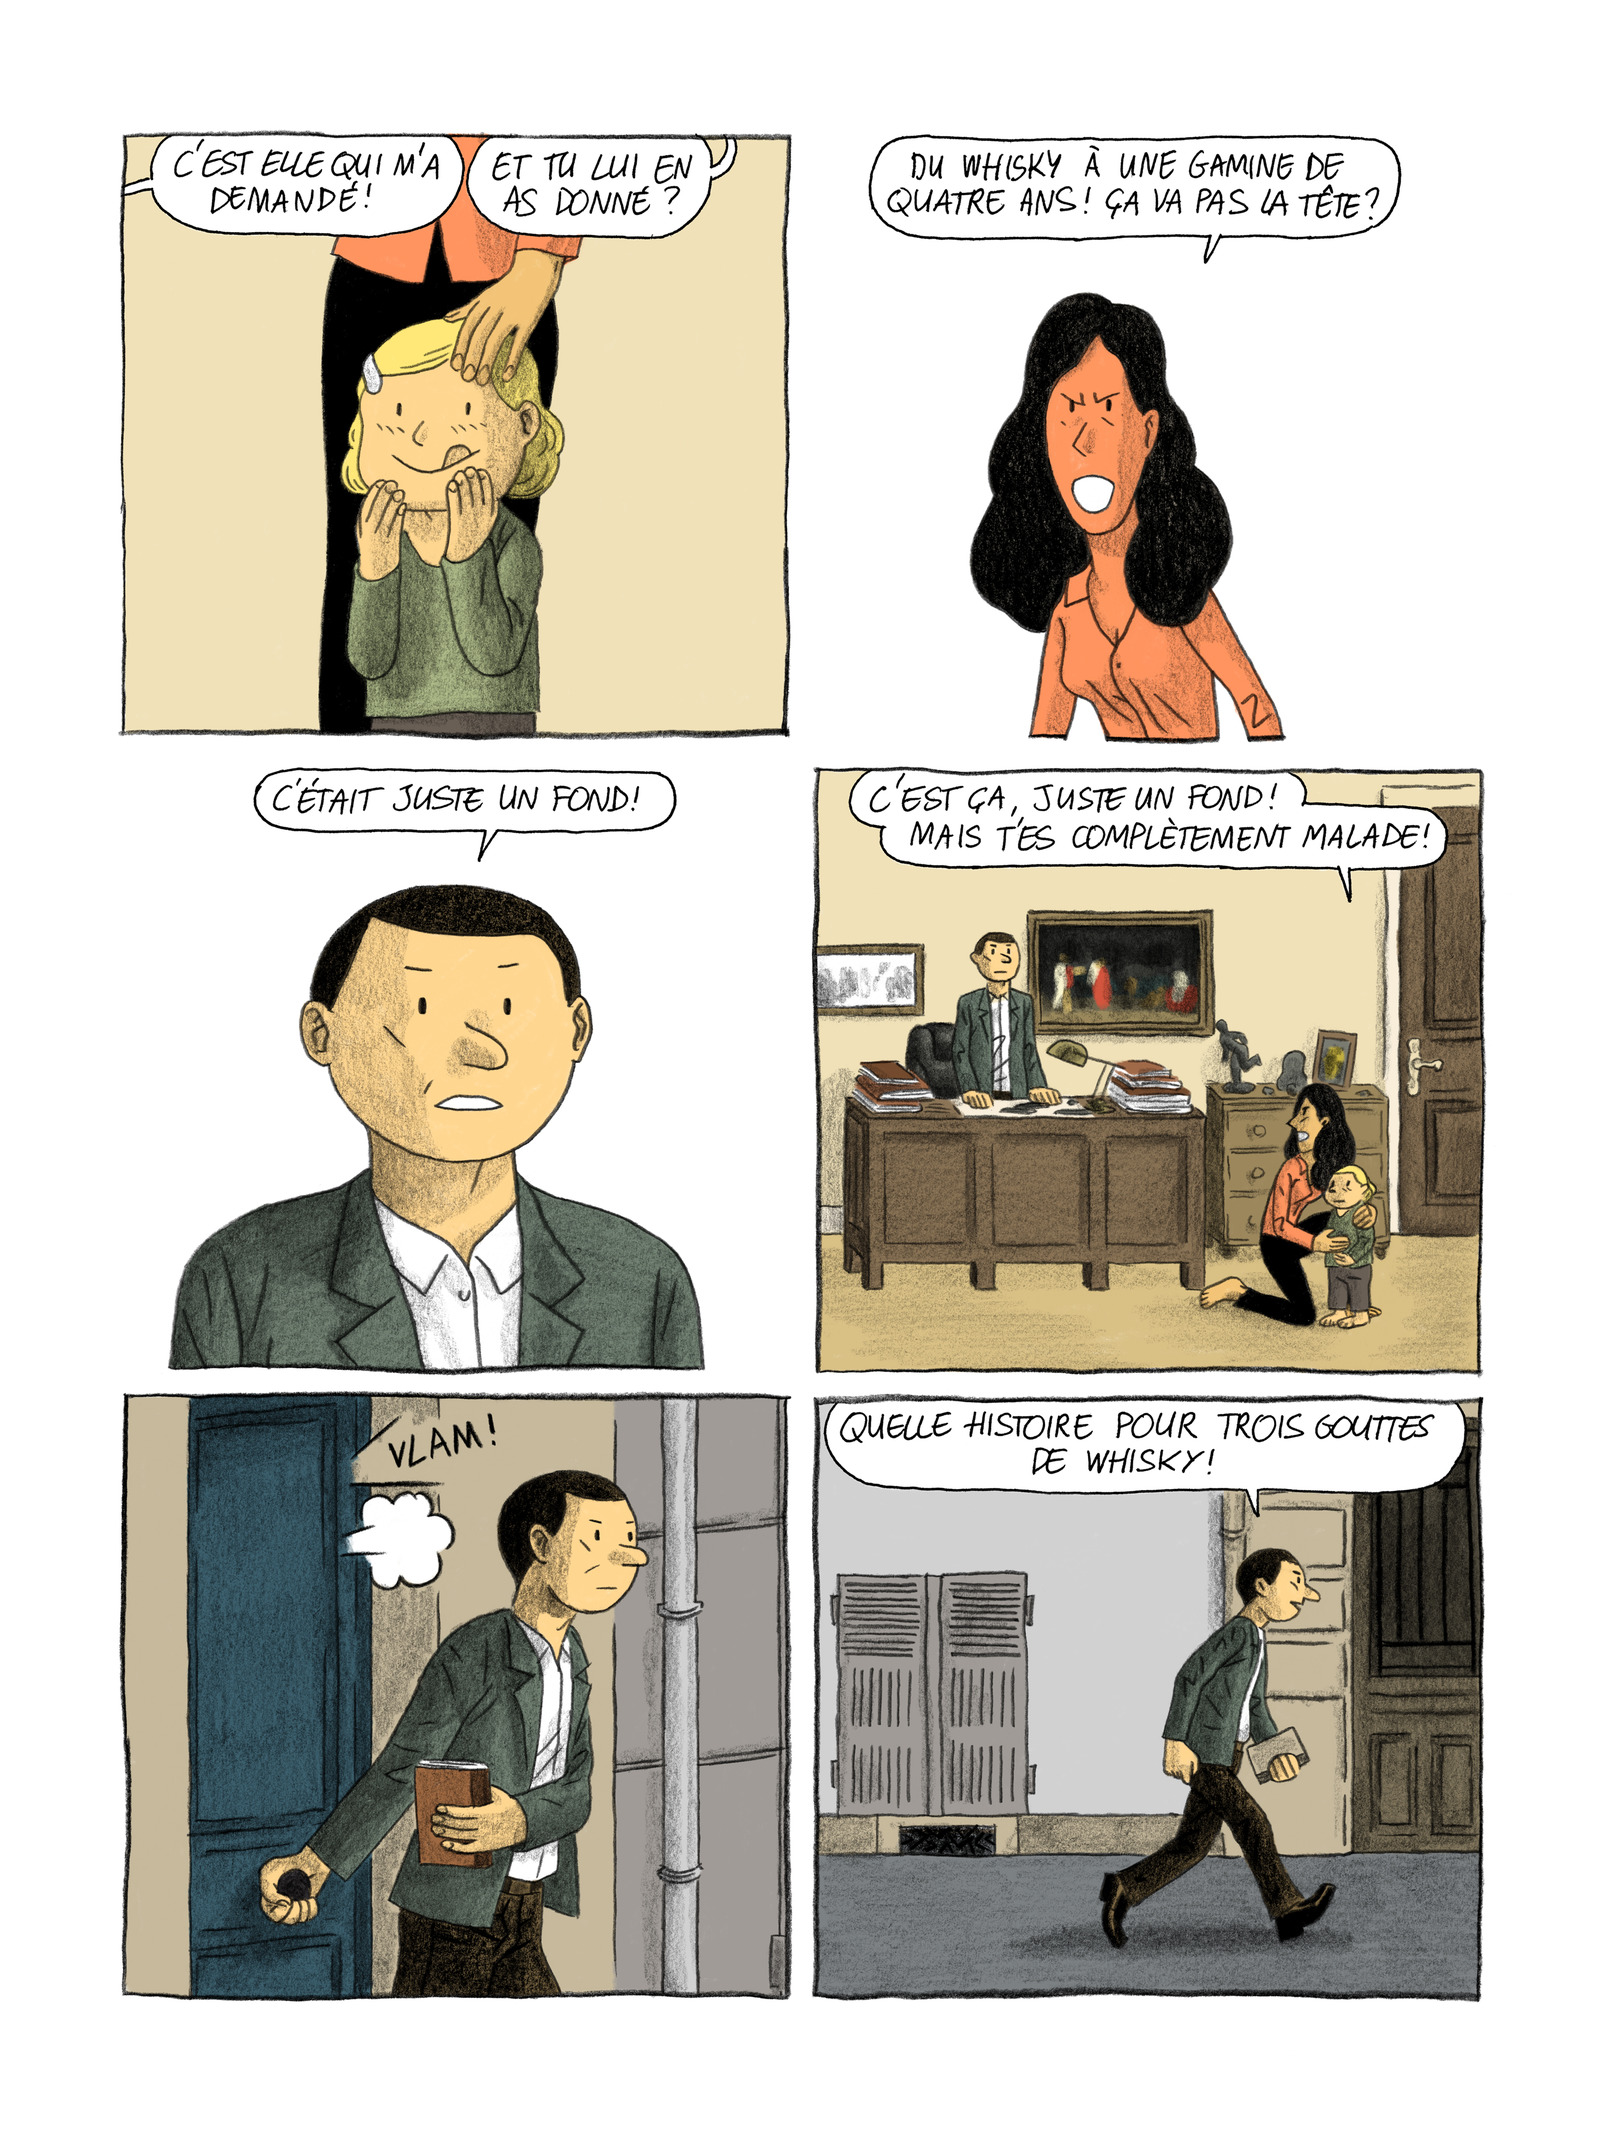 C'EST ELLE QUI M'A
DEMANDÉ!
ET TU LUI EN
AS DONNÉ?
DU WHISKY À UNE GAMINE DE
QUATRE ANS! ÇA VA PAS LA TÊTE?
C'ÉTAIT JUSTE UN FOND!
C'EST ÇA, JUSTE UN FOND!
MAIS T'ES COMPLÈTEMENT MALADE!
VLAM!
QUELLE HISTOIRE POUR TROIS GOUTTES
DE WHISKY!